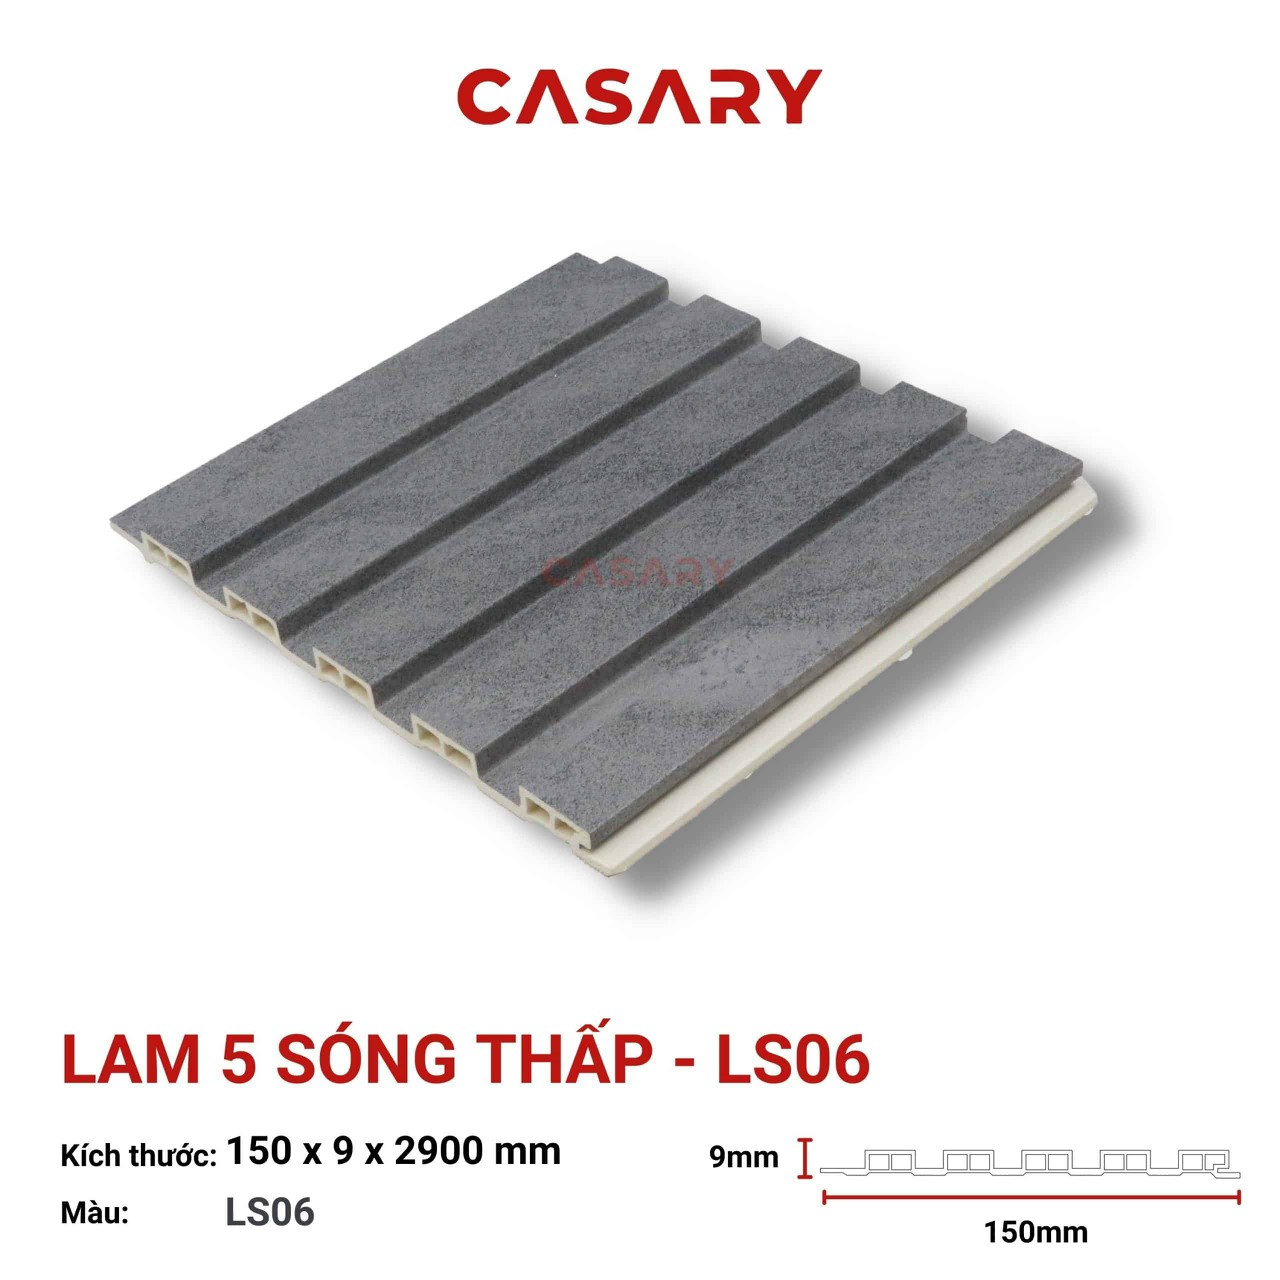 CASARY
CASARY
LAM 5 SÓNG THẤP - LS06
Kích thước: 150 x 9 x 2900 mm
Màu: LS06
9mm
150mm